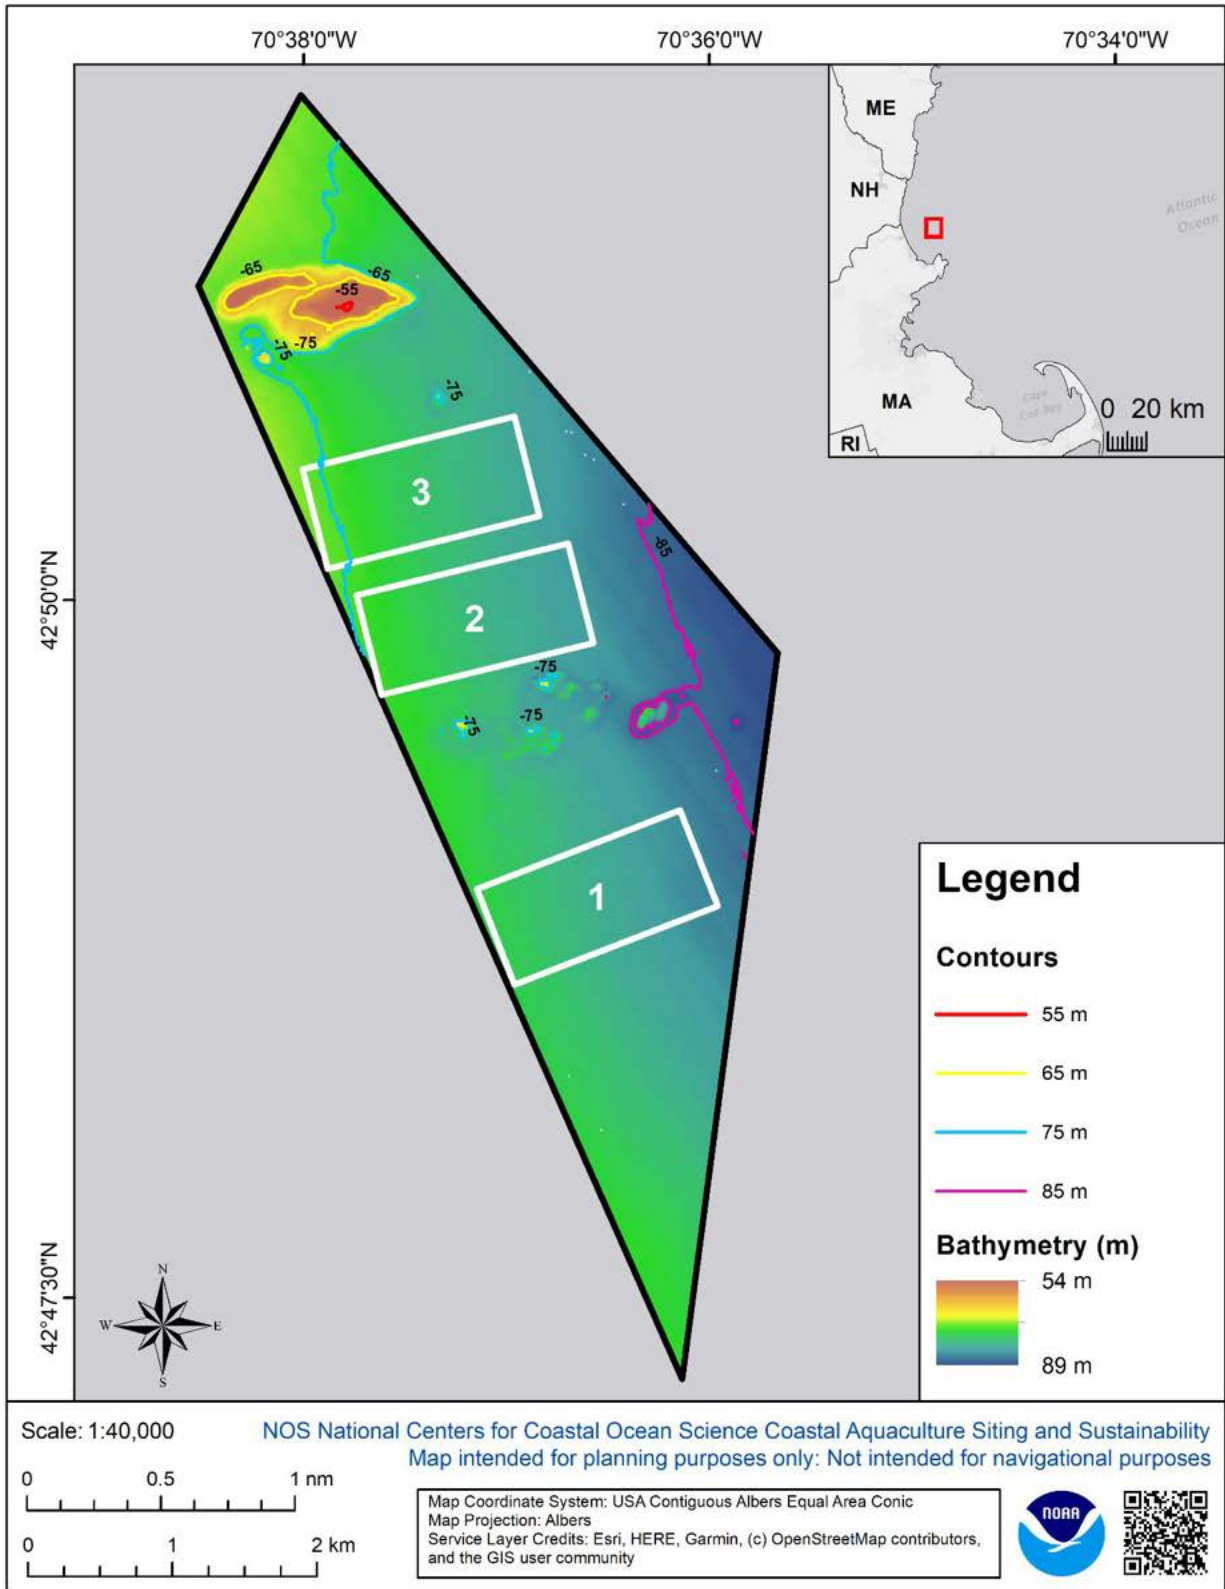 70°38'0"W
70°36'0"W
70°34'0"W
ME
NH
Atlantic
Ocean
MA
Cape
Cod Bay
0 20 km
RI
-65
-65
-55
-75
-75
-75
3
-85
42°50'0"N
2
-75
-75
-75
1
Legend
Contours
55 m
65 m
75 m
85 m
Bathymetry (m)
54 m
89 m
42°47'30"N
N
W
E
S
Scale: 1:40,000
NOS National Centers for Coastal Ocean Science Coastal Aquaculture Siting and Sustainability
Map intended for planning purposes only: Not intended for navigational purposes
0 0.5 1 nm
0 1 2 km
Map Coordinate System: USA Contiguous Albers Equal Area Conic
Map Projection: Albers
Service Layer Credits: Esri, HERE, Garmin, (c) OpenStreetMap contributors,
and the GIS user community
NOAA